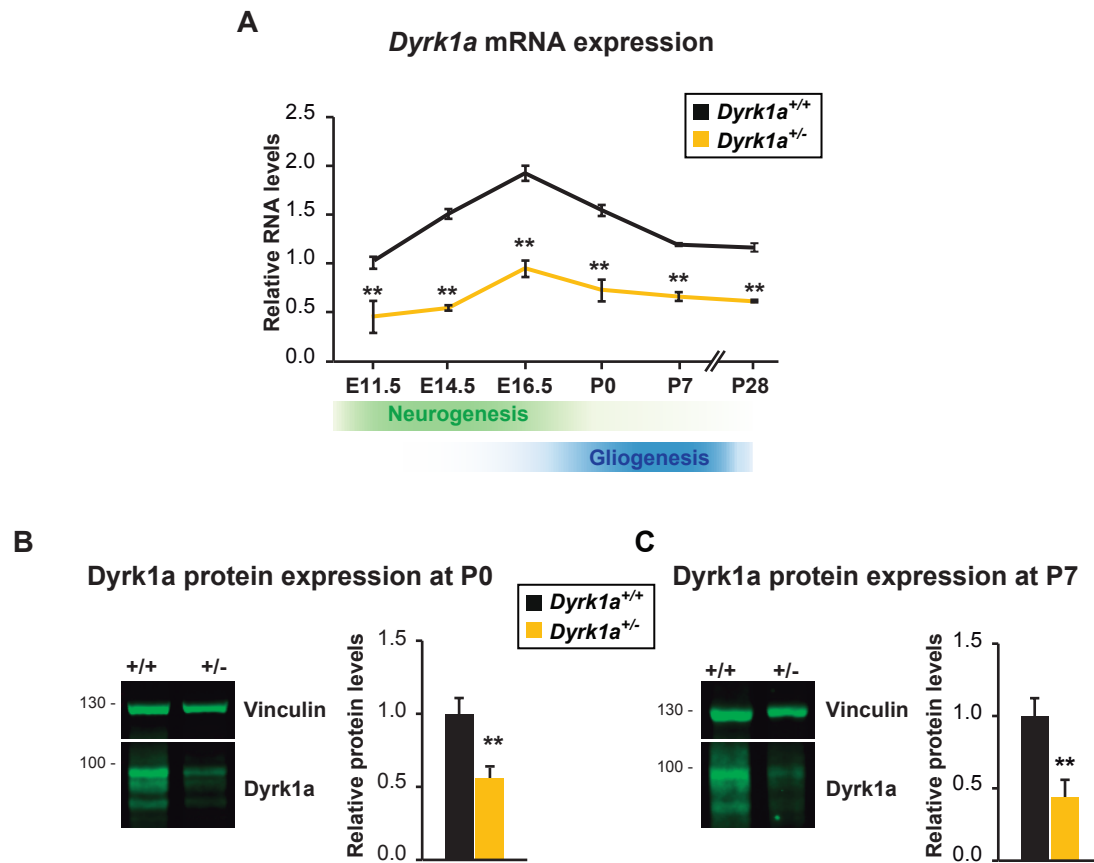 A
Dyrk1a mRNA expression
Dyrk1a+/+
Dyrk1a+/-
Relative RNA levels
2.5
2.0
1.5
1.0
0.5
0.0
** ** ** ** ** **
E11.5 E14.5 E16.5 P0 P7 P28
Neurogenesis
Gliogenesis
B
Dyrk1a protein expression at P0
+/+ +/-
130 -
Vinculin
100 -
Dyrk1a
Relative protein levels
1.5
1.0
0.5
0.0
**
Dyrk1a+/+
Dyrk1a+/-
C
Dyrk1a protein expression at P7
+/+ +/-
130 -
Vinculin
100 -
Dyrk1a
Relative protein levels
1.5
1.0
0.5
0.0
**